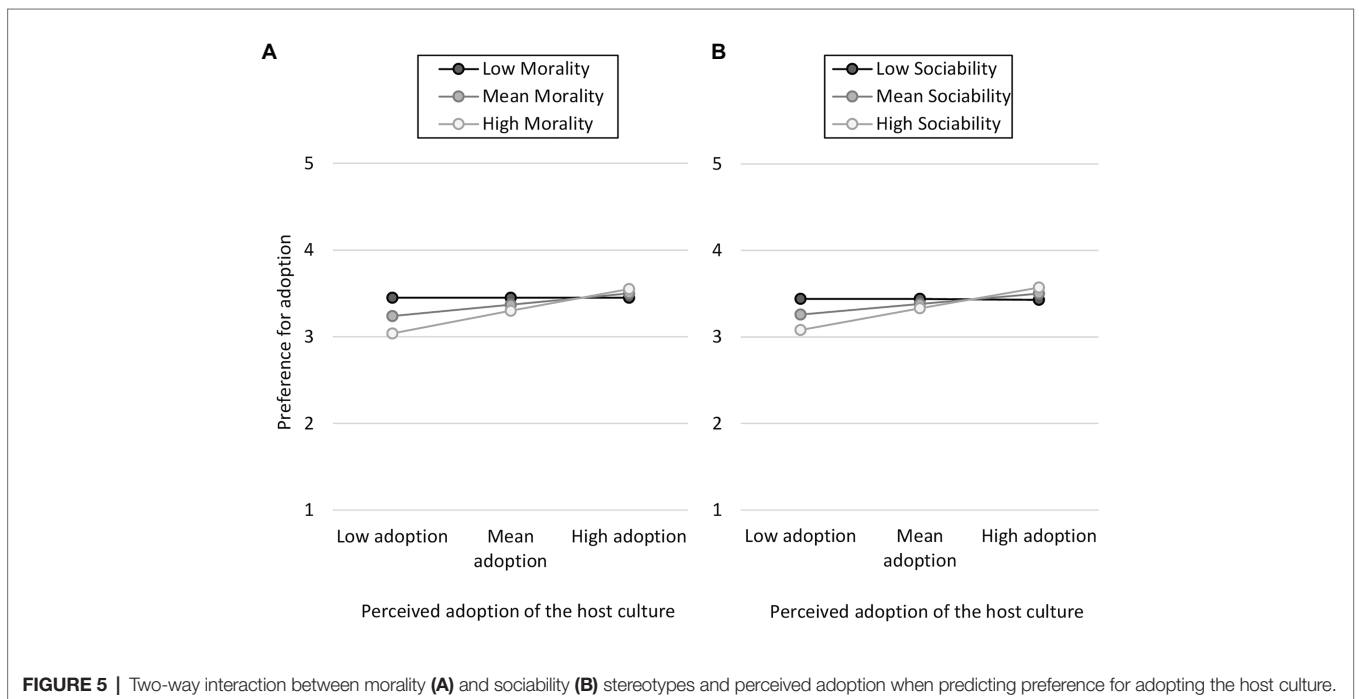 A
Low Morality
Mean Morality
High Morality
5
4
3
2
1
Preference for adoption
Low adoption
Mean
adoption
High adoption
Perceived adoption of the host culture
B
Low Sociability
Mean Sociability
High Sociability
5
4
3
2
1
Low adoption
Mean
adoption
High adoption
Perceived adoption of the host culture
FIGURE 5 | Two-way interaction between morality (A) and sociability (B) stereotypes and perceived adoption when predicting preference for adopting the host culture.